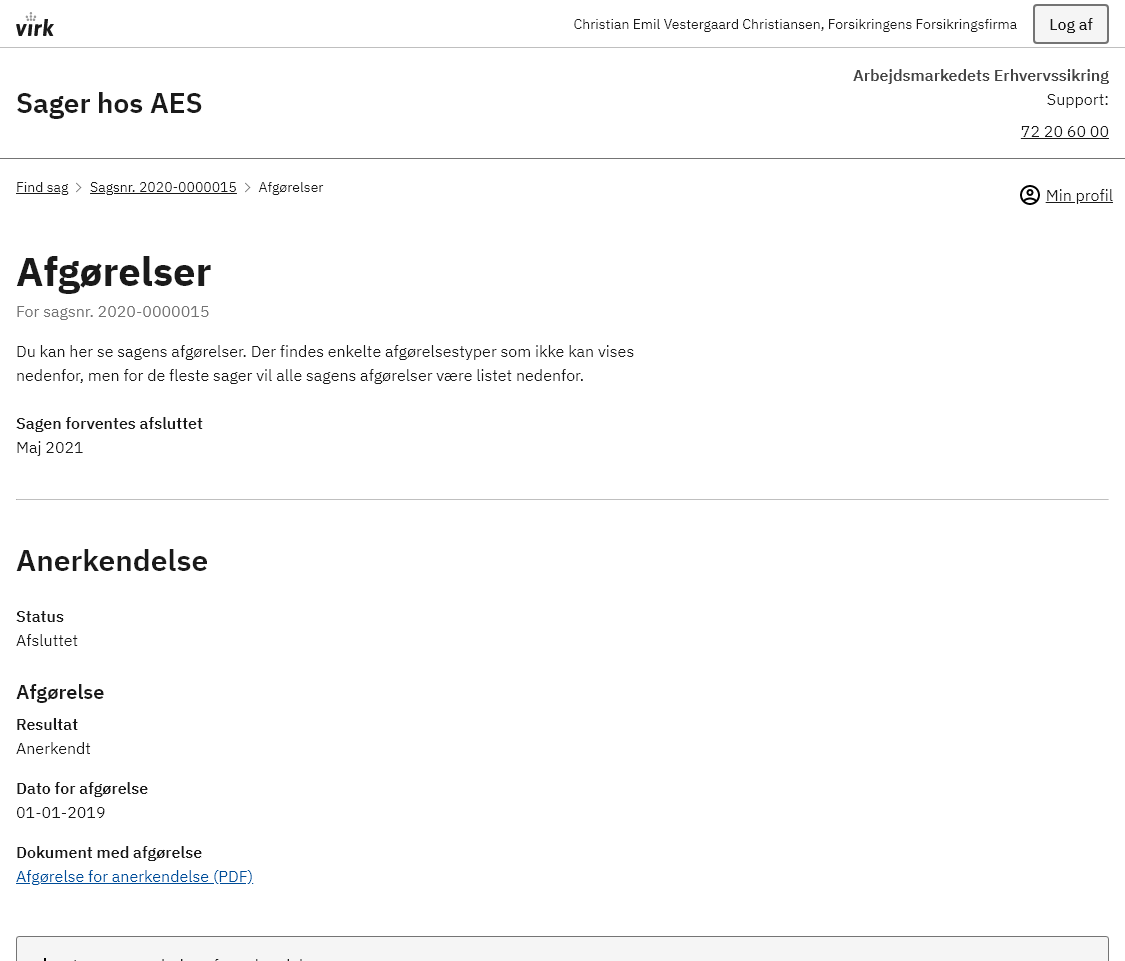 virk
Christian Emil Vestergaard Christiansen, Forsikringens Forsikringsfirma
Log af
Sager hos AES
Arbejdsmarkedets Erhvervssikring
Support:
72 20 60 00
Find sag > Sagsnr. 2020-0000015 > Afgørelser
Min profil
Afgørelser
For sagsnr. 2020-0000015
Du kan her se sagens afgørelser. Der findes enkelte afgørelsestyper som ikke kan vises
nedenfor, men for de fleste sager vil alle sagens afgørelser være listet nedenfor.
Sagen forventes afsluttet
Maj 2021
Anerkendelse
Status
Afsluttet
Afgørelse
Resultat
Anerkendt
Dato for afgørelse
01-01-2019
Dokument med afgørelse
Afgørelse for anerkendelse (PDF)